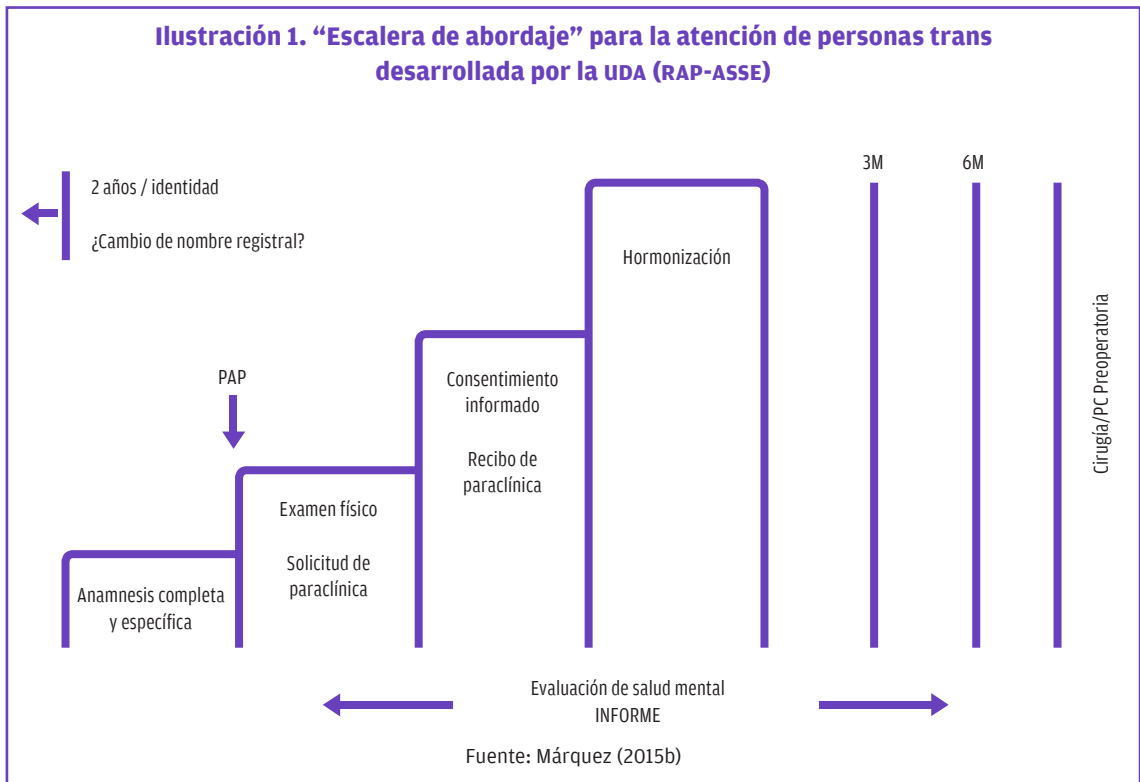 Ilustración 1. “Escalera de abordaje” para la atención de personas trans
desarrollada por la UDA (RAP-ASSE)
2 años / identidad
¿Cambio de nombre registral?
3M
6M
Hormonización
Cirugía/PC Preoperatoria
PAP
Consentimiento
informado
Recibo de
paraclínica
Examen físico
Solicitud de
paraclínica
Anamnesis completa
y específica
Evaluación de salud mental
INFORME
Fuente: Márquez (2015b)